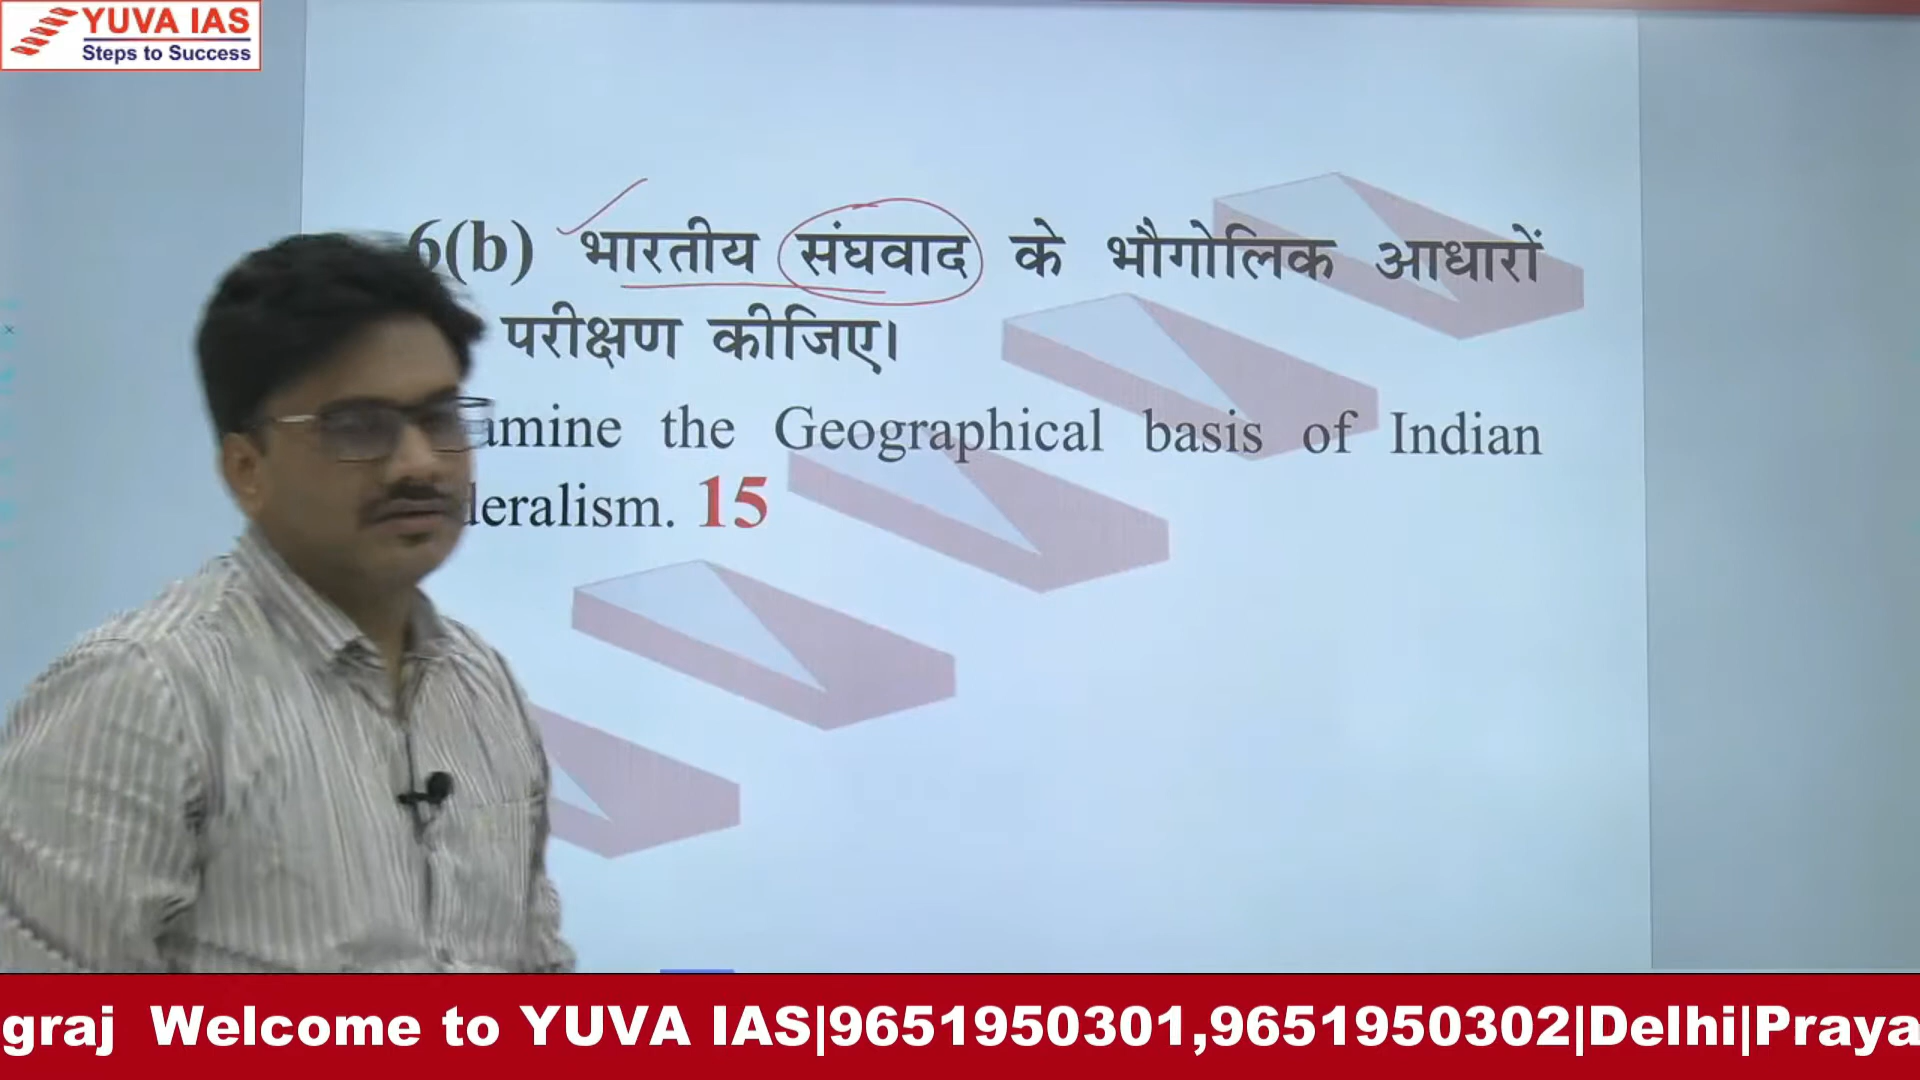 YUVA IAS
Steps to Success
6(b) भारतीय संघवाद के भौगोलिक आधारों
परीक्षण कीजिए।
the Geographical basis of Indian
15
graj Welcome to YUVA IAS|9651950301,9651950302|Delhi|Praya